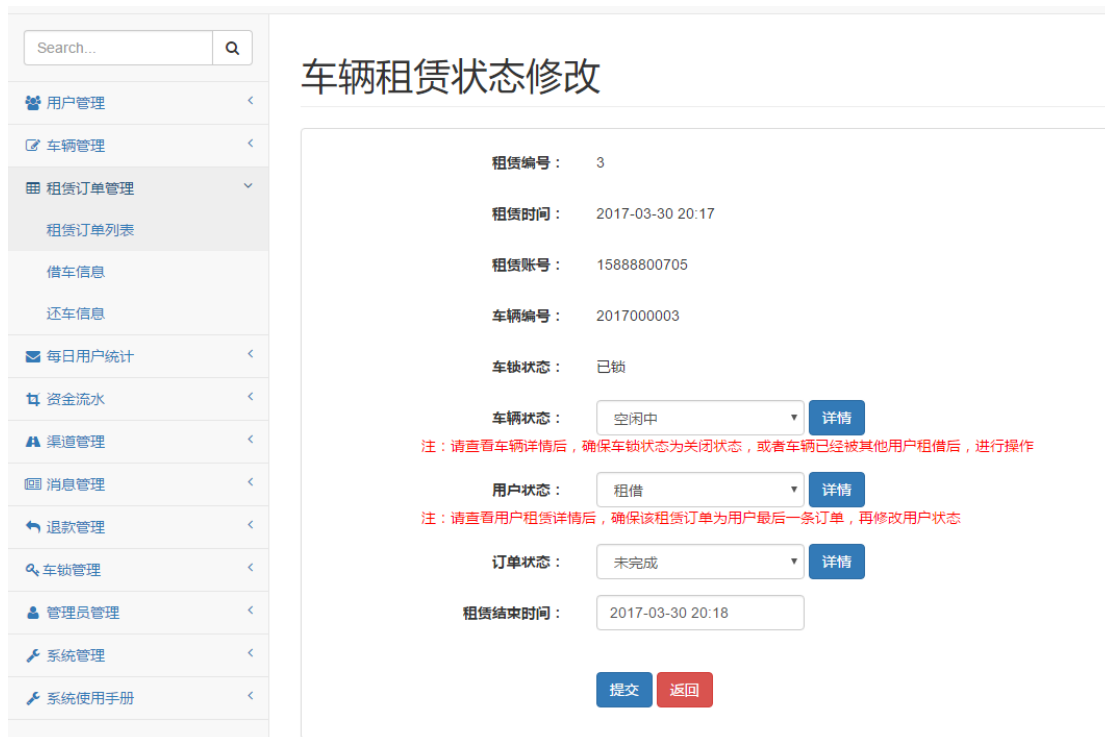 Search...
用户管理
车辆管理
租赁订单管理
租赁订单列表
借车信息
还车信息
每日用户统计
资金流水
渠道管理
消息管理
退款管理
车锁管理
管理员管理
系统管理
系统使用手册
车辆租赁状态修改
租赁编号： 3
租赁时间： 2017-03-30 20:17
租赁账号： 15888800705
车辆编号： 2017000003
车锁状态： 已锁
车辆状态： 空闲中 详情
注：请查看车辆详情后，确保车锁状态为关闭状态，或者车辆已经被其他用户租借后，进行操作
用户状态： 租借 详情
注：请查看用户租赁详情后，确保该租赁订单为用户最后一条订单，再修改用户状态
订单状态： 未完成 详情
租赁结束时间： 2017-03-30 20:18
提交 返回